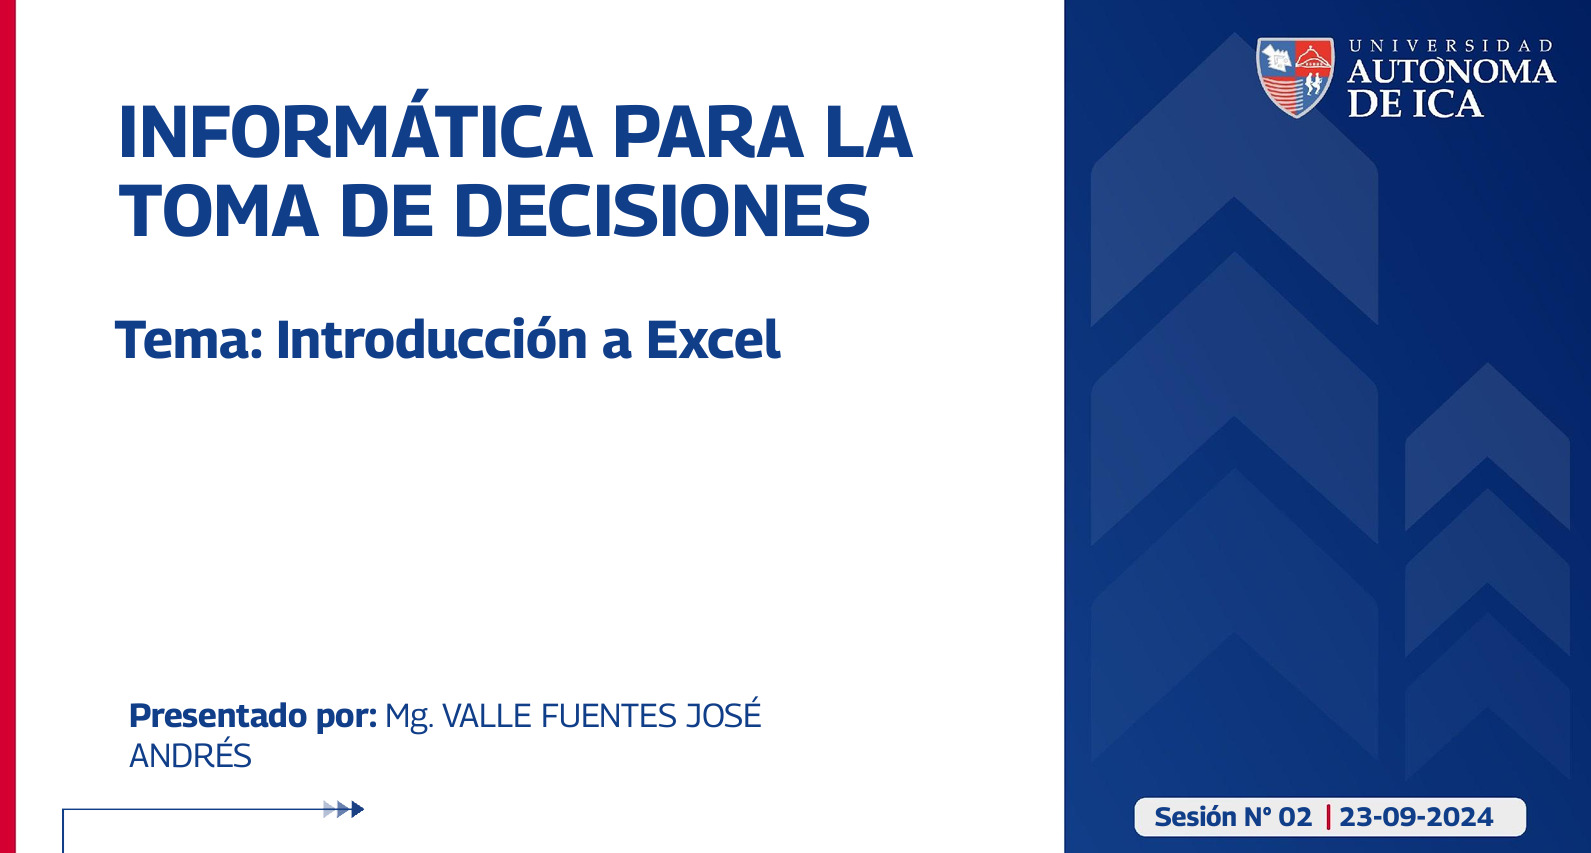 UNIVERSIDAD
AUTÓNOMA
DE ICA
INFORMÁTICA PARA LA
TOMA DE DECISIONES
Tema: Introducción a Excel
Presentado por: Mg. VALLE FUENTES JOSÉ
ANDRÉS
Sesión N° 02 | 23-09-2024